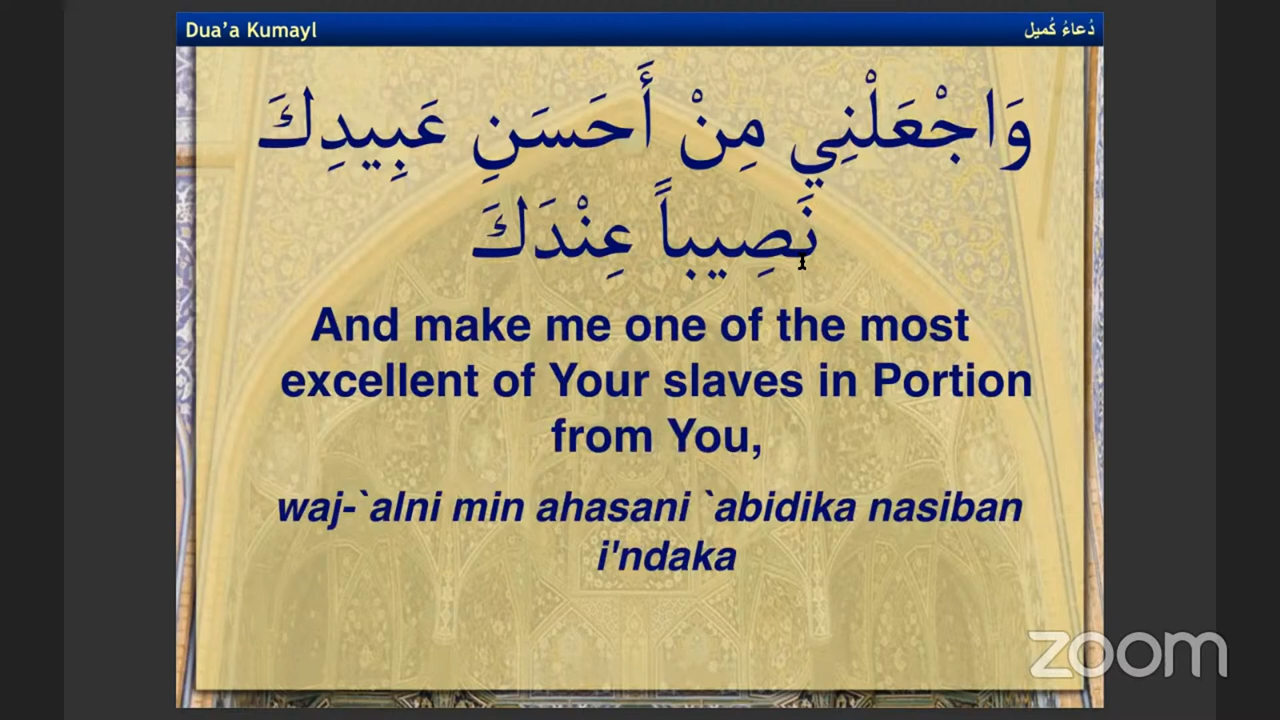 Dua’a Kumayl
دُعاءُ كُميل
وَاجْعَلْنِي مِنْ أَحَسَنِ عَبِيدِكَ
نَصِيباً عِنْدَكَ
And make me one of the most
excellent of Your slaves in Portion
from You,
waj-`alni min ahasani `abidika nasiban
i'ndaka
zoom